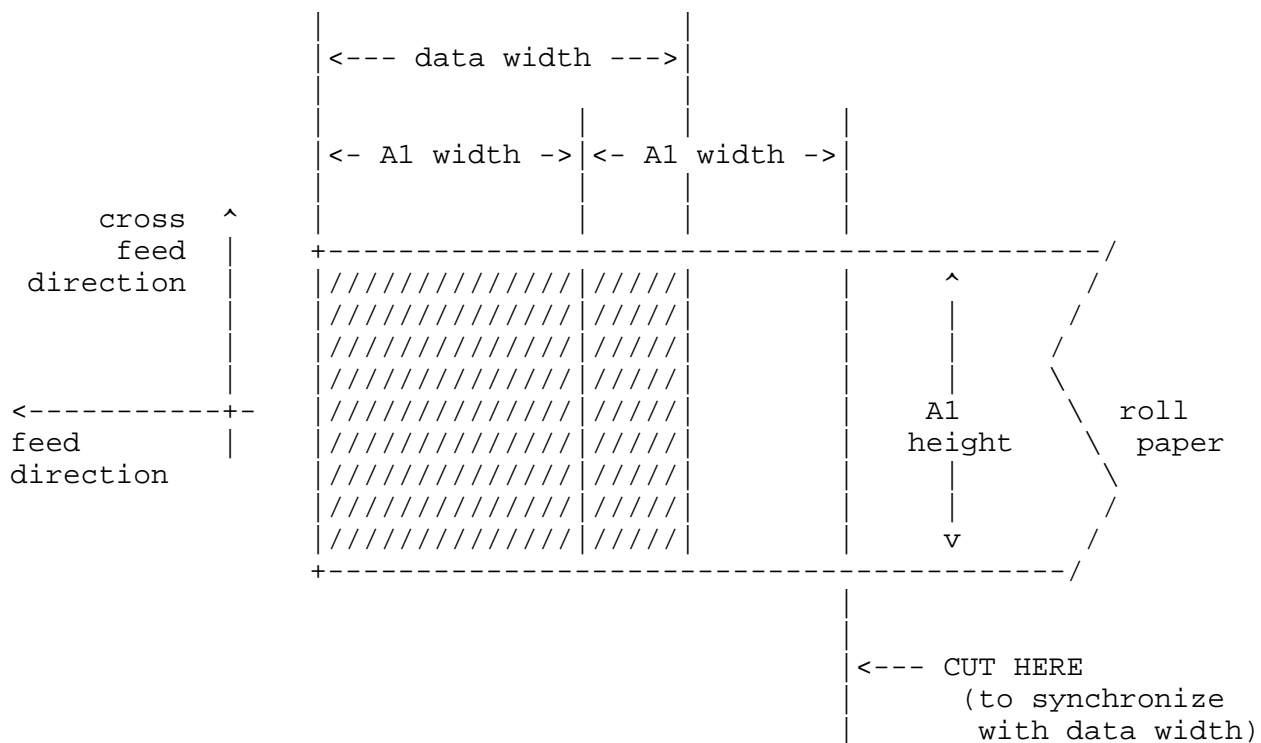 <--- data width --->
<- A1 width -> <- A1 width ->
cross
feed
direction
feed
direction
A1
height
roll
paper
<--- CUT HERE
(to synchronize
with data width)